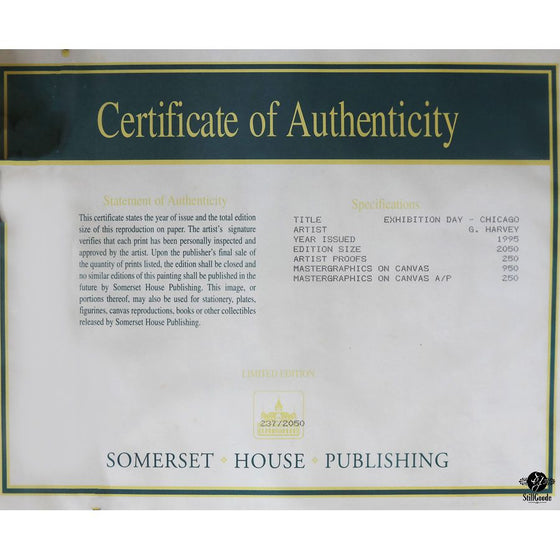 Certificate of Authenticity
Statement of Authenticity
This certificate states the year of issue and the total edition
size of this reproduction on paper. The artist's signature
verifies that each print has been personally inspected and
approved by the artist. Upon the publisher's final sale of
the quantity of prints listed, the edition shall be closed and
no similar editions of this painting shall be published in the
future by Somerset House Publishing. This image, or
portions thereof, may also be used for stationery, plates,
figurines, canvas reproductions, books or other collectibles
released by Somerset House Publishing.
Specifications
TITLE EXHIBITION DAY - CHICAGO
ARTIST G. HARVEY
YEAR ISSUED 1995
EDITION SIZE 2050
ARTIST PROOFS 250
MASTERGRAPHICS ON CANVAS 950
MASTERGRAPHICS ON CANVAS A/P 250
LIMITED EDITION
237/2050
SOMERSET HOUSE PUBLISHING
StillGoode